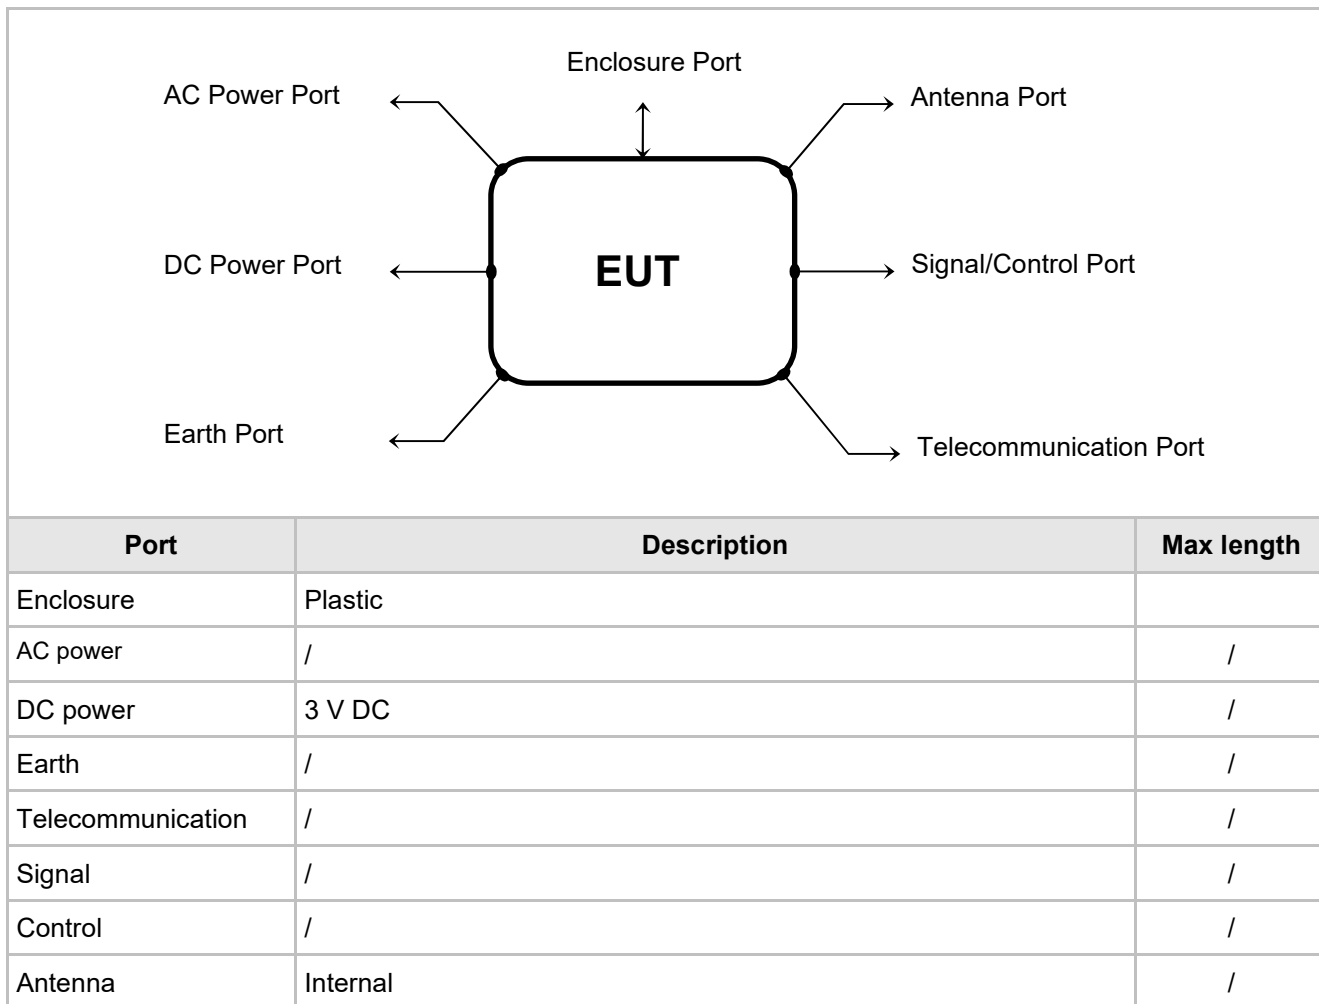 Enclosure Port
AC Power Port
Antenna Port
DC Power Port
EUT
Signal/Control Port
Earth Port
Telecommunication Port
Port Description Max length
Enclosure Plastic
AC power / /
DC power 3 V DC /
Earth / /
Telecommunication / /
Signal / /
Control / /
Antenna Internal /